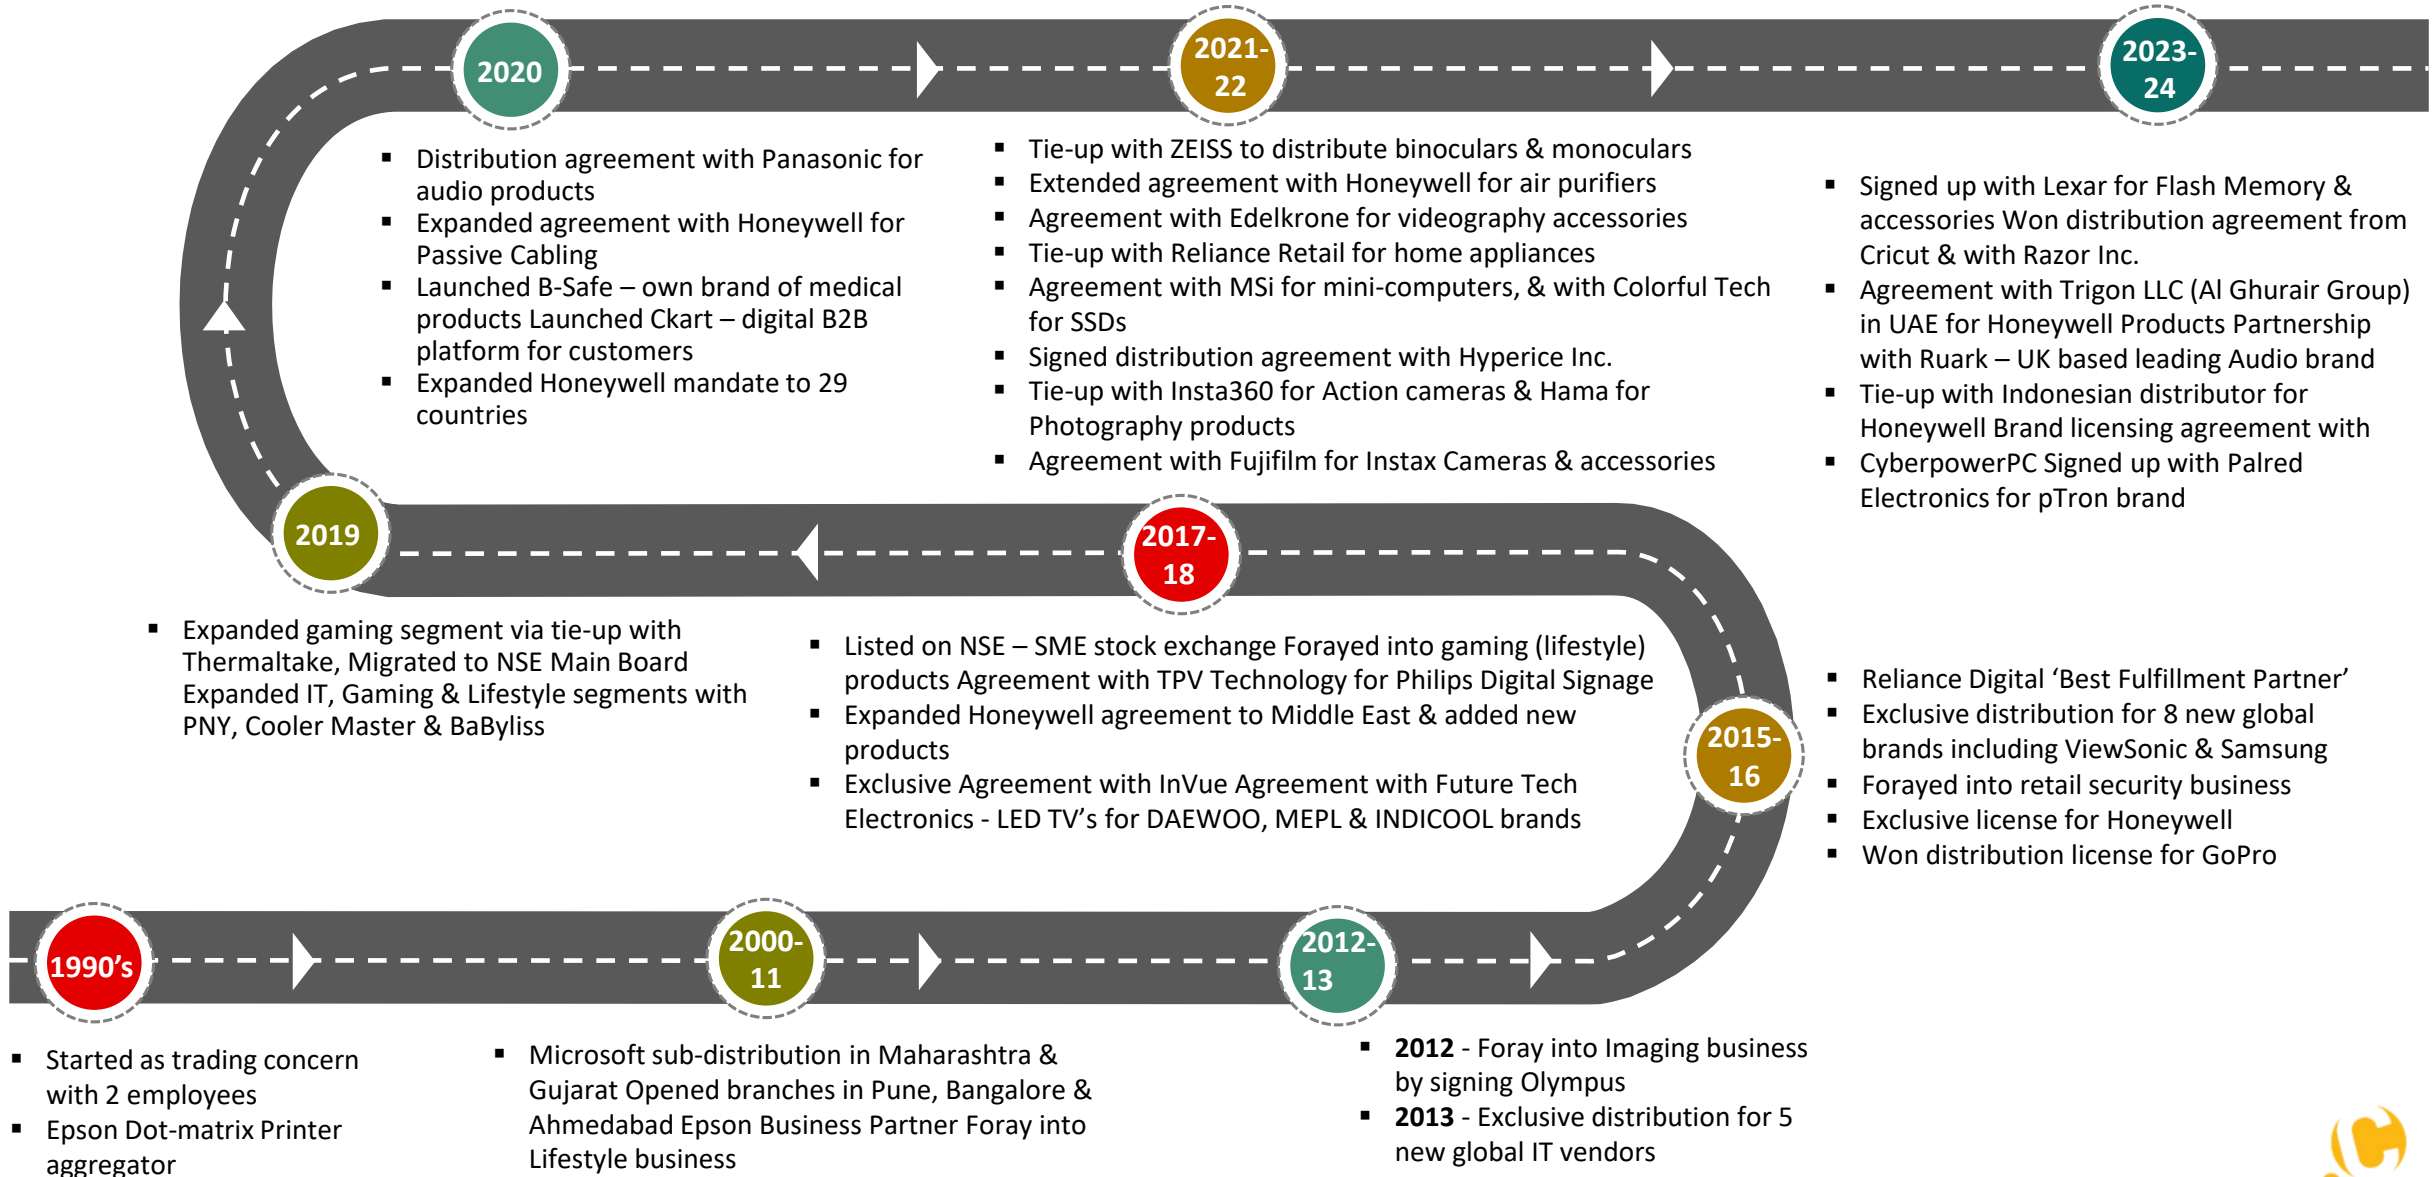 2020
2021-
22
2023-
24
▪ Distribution agreement with Panasonic for
audio products
▪ Expanded agreement with Honeywell for
Passive Cabling
▪ Launched B-Safe – own brand of medical
products Launched Ckart – digital B2B
platform for customers
▪ Expanded Honeywell mandate to 29
countries
▪ Tie-up with ZEISS to distribute binoculars & monoculars
▪ Extended agreement with Honeywell for air purifiers
▪ Agreement with Edelkrone for videography accessories
▪ Tie-up with Reliance Retail for home appliances
▪ Agreement with MSi for mini-computers, & with Colorful Tech
for SSDs
▪ Signed distribution agreement with Hyperice Inc.
▪ Tie-up with Insta360 for Action cameras & Hama for
Photography products
▪ Agreement with Fujifilm for Instax Cameras & accessories
▪ Signed up with Lexar for Flash Memory &
accessories Won distribution agreement from
Cricut & with Razor Inc.
▪ Agreement with Trigon LLC (Al Ghurair Group)
in UAE for Honeywell Products Partnership
with Ruark – UK based leading Audio brand
▪ Tie-up with Indonesian distributor for
Honeywell Brand licensing agreement with
▪ CyberpowerPC Signed up with Palred
Electronics for pTron brand
2019
2017-
18
▪ Expanded gaming segment via tie-up with
Thermaltake, Migrated to NSE Main Board
Expanded IT, Gaming & Lifestyle segments with
PNY, Cooler Master & BaByliss
▪ Listed on NSE – SME stock exchange Forayed into gaming (lifestyle)
products Agreement with TPV Technology for Philips Digital Signage
▪ Expanded Honeywell agreement to Middle East & added new
products
▪ Exclusive Agreement with InVue Agreement with Future Tech
Electronics - LED TV's for DAEWOO, MEPL & INDICOOL brands
2015-
16
▪ Reliance Digital ‘Best Fulfillment Partner’
▪ Exclusive distribution for 8 new global
brands including ViewSonic & Samsung
▪ Forayed into retail security business
▪ Exclusive license for Honeywell
▪ Won distribution license for GoPro
1990’s
2000-
11
2012-
13
▪ Started as trading concern
with 2 employees
▪ Epson Dot-matrix Printer
aggregator
▪ Microsoft sub-distribution in Maharashtra &
Gujarat Opened branches in Pune, Bangalore &
Ahmedabad Epson Business Partner Foray into
Lifestyle business
▪ 2012 - Foray into Imaging business
by signing Olympus
▪ 2013 - Exclusive distribution for 5
new global IT vendors